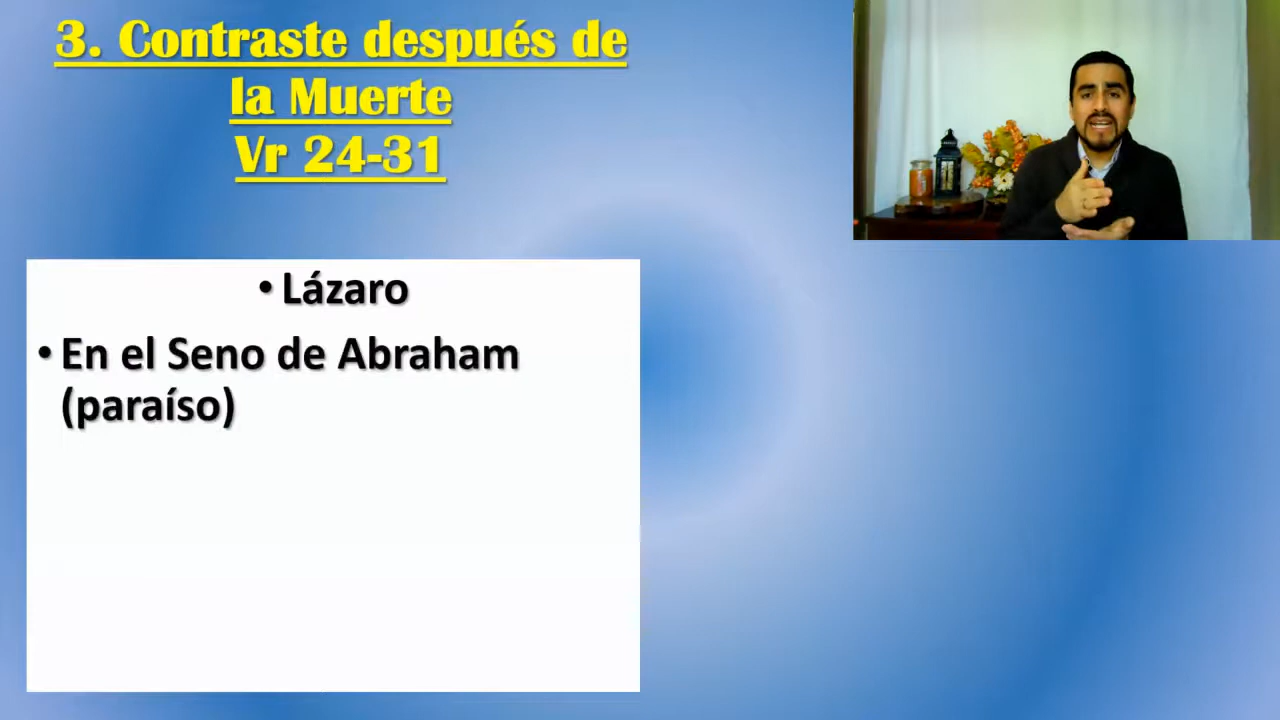 3. Contraste después de
la Muerte
Vr 24-31
• Lázaro
• En el Seno de Abraham
(paraíso)